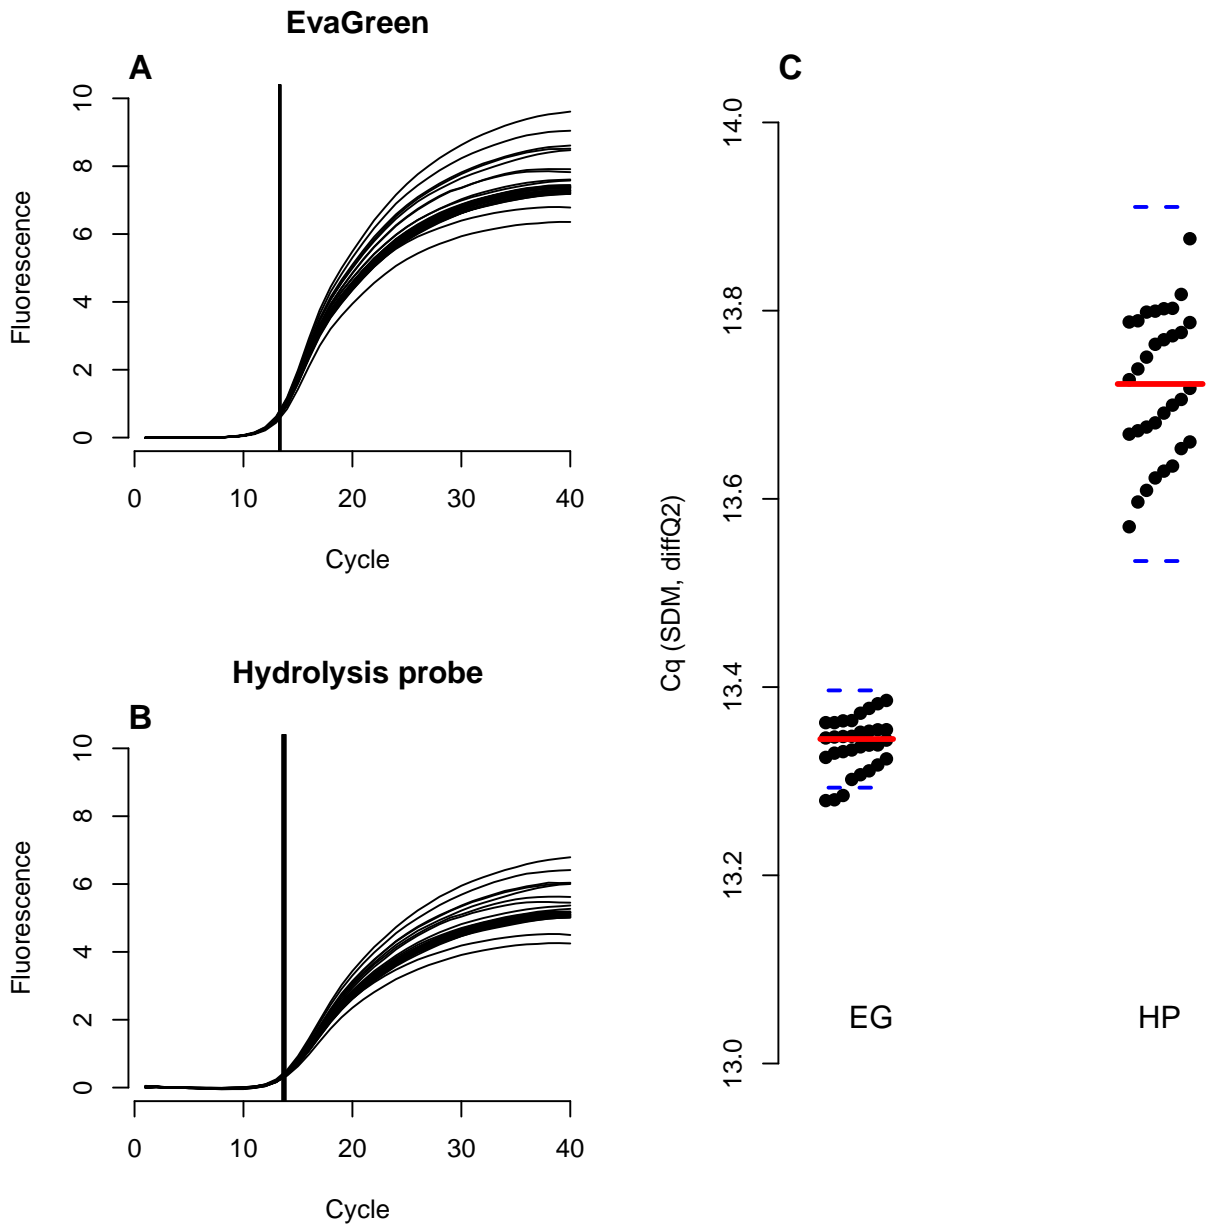 EvaGreen
A
Fluorescence
0 2 4 6 8 10
0 10 20 30 40
Cycle
Hydrolysis probe
B
Fluorescence
0 2 4 6 8 10
0 10 20 30 40
Cycle
C
Cq (SDM, diffQ2)
13.0 13.2 13.4 13.6 13.8 14.0
EG HP